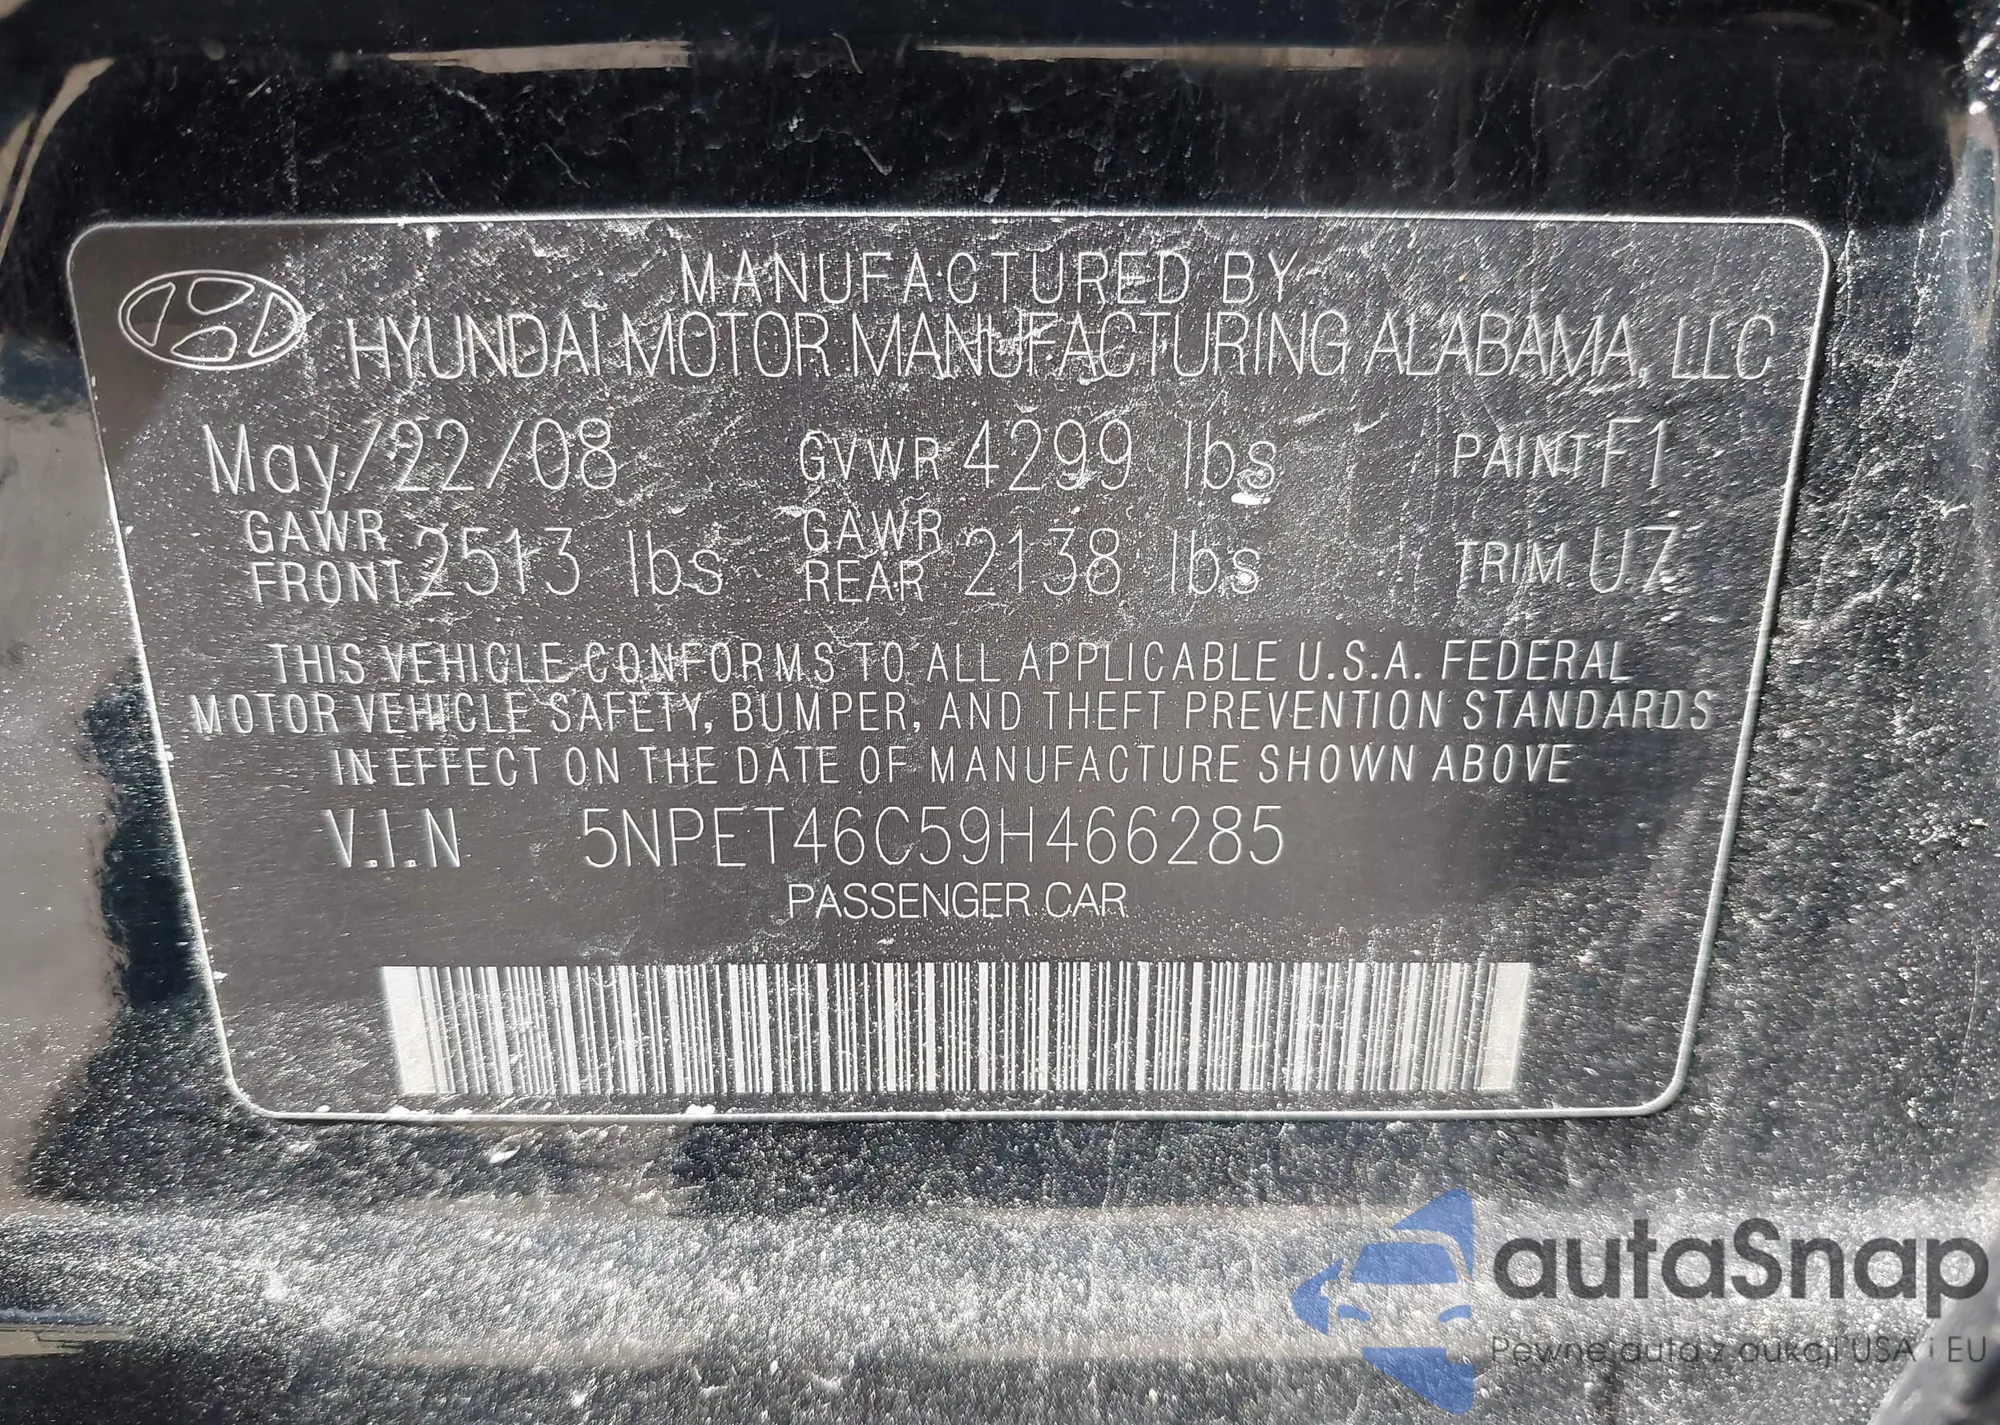 MANUFACTURED BY
HYUNDAI MOTOR MANUFACTURING ALABAMA, LLC
May/22/08 GVWR 4299 lbs PAINT F1
GAWR FRONT 2513 lbs GAWR REAR 2138 lbs TRIM UZ
THIS VEHICLE CONFORMS TO ALL APPLICABLE U.S.A. FEDERAL
MOTOR VEHICLE SAFETY, BUMPER, AND THEFT PREVENTION STANDARDS
IN EFFECT ON THE DATE OF MANUFACTURE SHOWN ABOVE
V.I.N 5NPET46C59H466285
PASSENGER CAR
autaSnap
Pewne auta z aukcji USA i EU